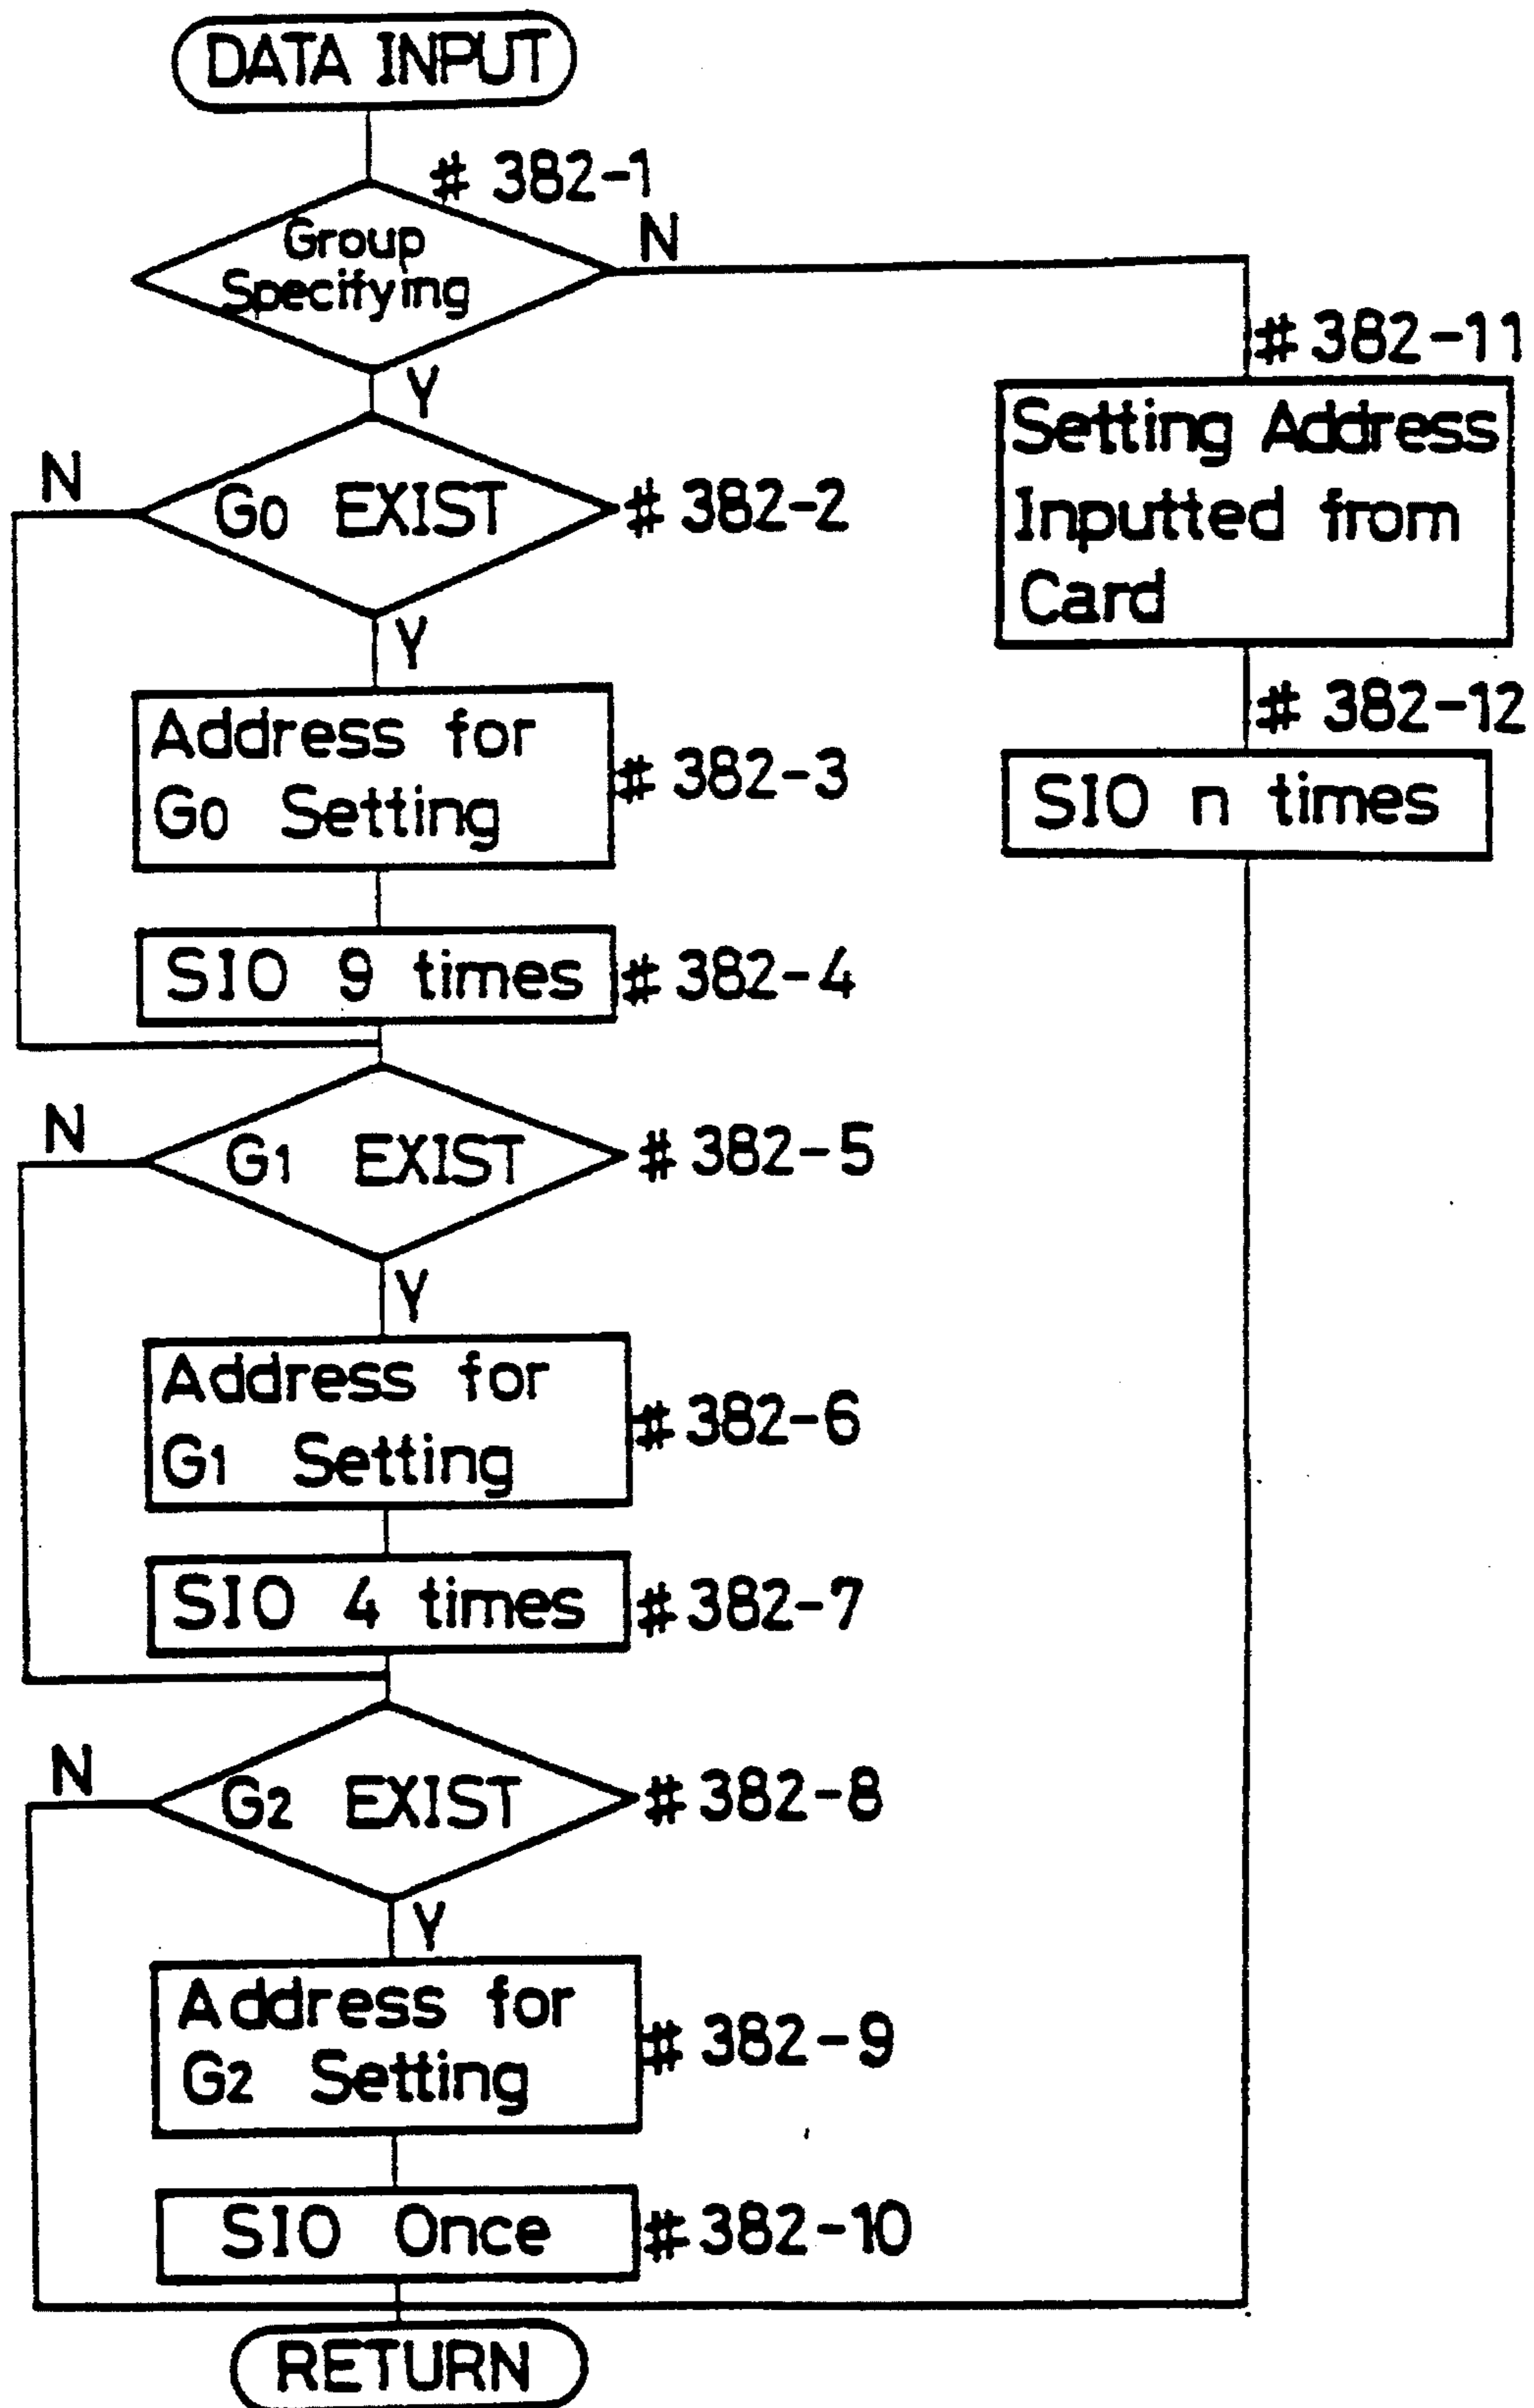 DATA INPUT
# 382-1
Group
Specifying
N
Y
N
G0 EXIST
# 382-2
Y
Address for
G0 Setting
# 382-3
SIO 9 times
# 382-4
N
G1 EXIST
# 382-5
Y
Address for
G1 Setting
# 382-6
SIO 4 times
# 382-7
N
G2 EXIST
# 382-8
Y
Address for
G2 Setting
# 382-9
SIO Once
# 382-10
# 382-11
Setting Address
Inputted from
Card
# 382-12
SIO n times
RETURN